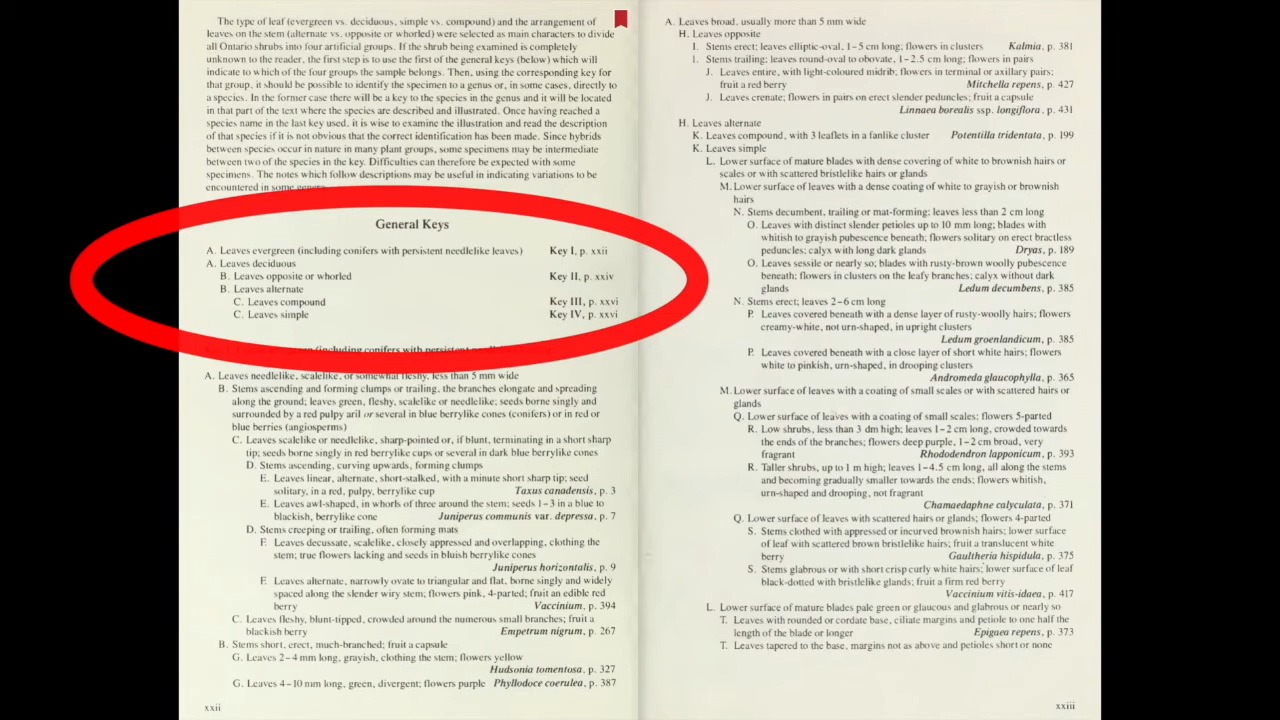 The type of leaf (evergreen vs. deciduous, simple vs. compound) and the arrangement of
leaves on the stem (alternate vs. opposite or whorled) were selected as main characters to divide
all Ontario shrubs into four artificial groups. If the shrub being examined is completely
unknown to the reader, the first step is to use the first of the general keys (below) which will
indicate to which of the four groups the sample belongs. Then, using the corresponding key for
that group, it should be possible to identify the specimen to a genus or, in some cases, directly to
a species. In the former case there will be a key to the species in the genus and it will be located
in that part of the text where the species are described and illustrated. Once having reached a
species name in the last key used, it is wise to examine the illustration and read the description
of that species if it is not obvious that the correct identification has been made. Since hybrids
between species occur in nature in many plant groups, some specimens may be intermediate
between two of the species in the key. Difficulties can therefore be expected with some
specimens. The notes which follow descriptions may be useful in indicating variations to be
encountered in some genera.
General Keys
A. Leaves evergreen (including conifers with persistent needlelike leaves) Key I, p. xxii
A. Leaves deciduous
B. Leaves opposite or whorled Key II, p. xxiv
B. Leaves alternate
C. Leaves compound Key III, p. xxvi
C. Leaves simple Key IV, p. xxvi
(including conifers with persistent
A. Leaves needlelike, scalelike, or somewhat fleshy, less than 5 mm wide
B. Stems ascending and forming clumps or trailing, the branches elongate and spreading
along the ground; leaves green, fleshy, scalelike or needlelike; seeds borne singly and
surrounded by a red pulpy aril or several in blue berrylike cones (conifers) or in red or
blue berries (angiosperms)
C. Leaves scalelike or needlelike, sharp-pointed or, if blunt, terminating in a short sharp
tip; seeds borne singly in red berrylike cups or several in dark blue berrylike cones
D. Stems ascending, curving upwards, forming clumps
E. Leaves linear, alternate, short-stalked, with a minute short sharp tip; seed
solitary, in a red, pulpy, berrylike cup Taxus canadensis, p. 3
E. Leaves awl-shaped, in whorls of three around the stem; seeds 1–3 in a blue to
blackish, berrylike cone Juniperus communis var. depressa, p. 7
D. Stems creeping or trailing, often forming mats
F. Leaves decussate, scalelike, closely appressed and overlapping, clothing the
stem; true flowers lacking and seeds in bluish berrylike cones
Juniperus horizontalis, p. 9
F. Leaves alternate, narrowly ovate to triangular and flat, borne singly and widely
spaced along the slender wiry stem; flowers pink, 4-parted; fruit an edible red
berry Vaccinium, p. 394
C. Leaves fleshy, blunt-tipped, crowded around the numerous small branches; fruit a
blackish berry Empetrum nigrum, p. 267
B. Stems short, erect, much-branched; fruit a capsule
G. Leaves 2–4 mm long, grayish, clothing the stem; flowers yellow
Hudsonia tomentosa, p. 327
G. Leaves 4–10 mm long, green, divergent; flowers purple Phyllodoce coerulea, p. 387
xxii
A. Leaves broad, usually more than 5 mm wide
H. Leaves opposite
I. Stems erect; leaves elliptic-oval, 1–5 cm long; flowers in clusters Kalmia, p. 381
I. Stems trailing; leaves round-oval to obovate, 1–2.5 cm long; flowers in pairs
J. Leaves entire, with light-coloured midrib; flowers in terminal or axillary pairs;
fruit a red berry Mitchella repens, p. 427
J. Leaves crenate; flowers in pairs on erect slender peduncles; fruit a capsule
Linnaea borealis ssp. longiflora, p. 431
H. Leaves alternate
K. Leaves compound, with 3 leaflets in a fanlike cluster Potentilla tridentata, p. 199
K. Leaves simple
L. Lower surface of mature blades with dense covering of white to brownish hairs or
scales or with scattered bristlelike hairs or glands
M. Lower surface of leaves with a dense coating of white to grayish or brownish
hairs
N. Stems decumbent, trailing or mat-forming; leaves less than 2 cm long
O. Leaves with distinct slender petioles up to 10 mm long; blades with
whitish to grayish pubescence beneath; flowers solitary on erect bractless
peduncles; calyx with long dark glands Dryas, p. 189
O. Leaves sessile or nearly so; blades with rusty-brown woolly pubescence
beneath; flowers in clusters on the leafy branches; calyx without dark
glands Ledum decumbens, p. 385
N. Stems erect; leaves 2–6 cm long
P. Leaves covered beneath with a dense layer of rusty-woolly hairs; flowers
creamy-white, not urn-shaped, in upright clusters
Ledum groenlandicum, p. 385
P. Leaves covered beneath with a close layer of short white hairs; flowers
white to pinkish, urn-shaped, in drooping clusters
Andromeda glaucophylla, p. 365
M. Lower surface of leaves with a coating of small scales or with scattered hairs or
glands
Q. Lower surface of leaves with a coating of small scales; flowers 5-parted
R. Low shrubs, less than 3 dm high; leaves 1–2 cm long, crowded towards
the ends of the branches; flowers deep purple, 1–2 cm broad, very
fragrant Rhododendron lapponicum, p. 393
R. Taller shrubs, up to 1 m high; leaves 1–4.5 cm long, all along the stems
and becoming gradually smaller towards the ends; flowers whitish,
urn-shaped and drooping, not fragrant
Chamaedaphne calyculata, p. 371
Q. Lower surface of leaves with scattered hairs or glands; flowers 4-parted
S. Stems clothed with appressed or incurved brownish hairs; lower surface
of leaf with scattered brown bristlelike hairs; fruit a translucent white
berry Gaultheria hispidula, p. 375
S. Stems glabrous or with short crisp curly white hairs; lower surface of leaf
black-dotted with bristlelike glands; fruit a firm red berry
Vaccinium vitis-idaea, p. 417
L. Lower surface of mature blades pale green or glaucous and glabrous or nearly so
T. Leaves with rounded or cordate base, ciliate margins and petiole to one half the
length of the blade or longer Epigaea repens, p. 373
T. Leaves tapered to the base, margins not as above and petioles short or none
xxiii